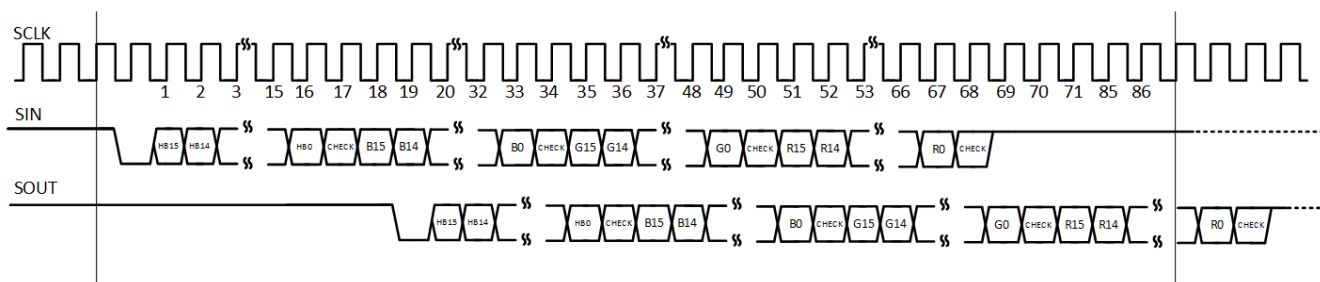 SCLK
1 2 3 15 16 17 18 19 20 32 33 34 35 36 37 48 49 50 51 52 53 66 67 68 69 70 71 85 86
SIN
HB15 HB14 HB0 CHECK B15 B14 B0 CHECK G15 G14 G0 CHECK R15 R14 R0 CHECK
SOUT
HB15 HB14 HB0 CHECK B15 B14 B0 CHECK G15 G14 G0 CHECK R15 R14 R0 CHECK